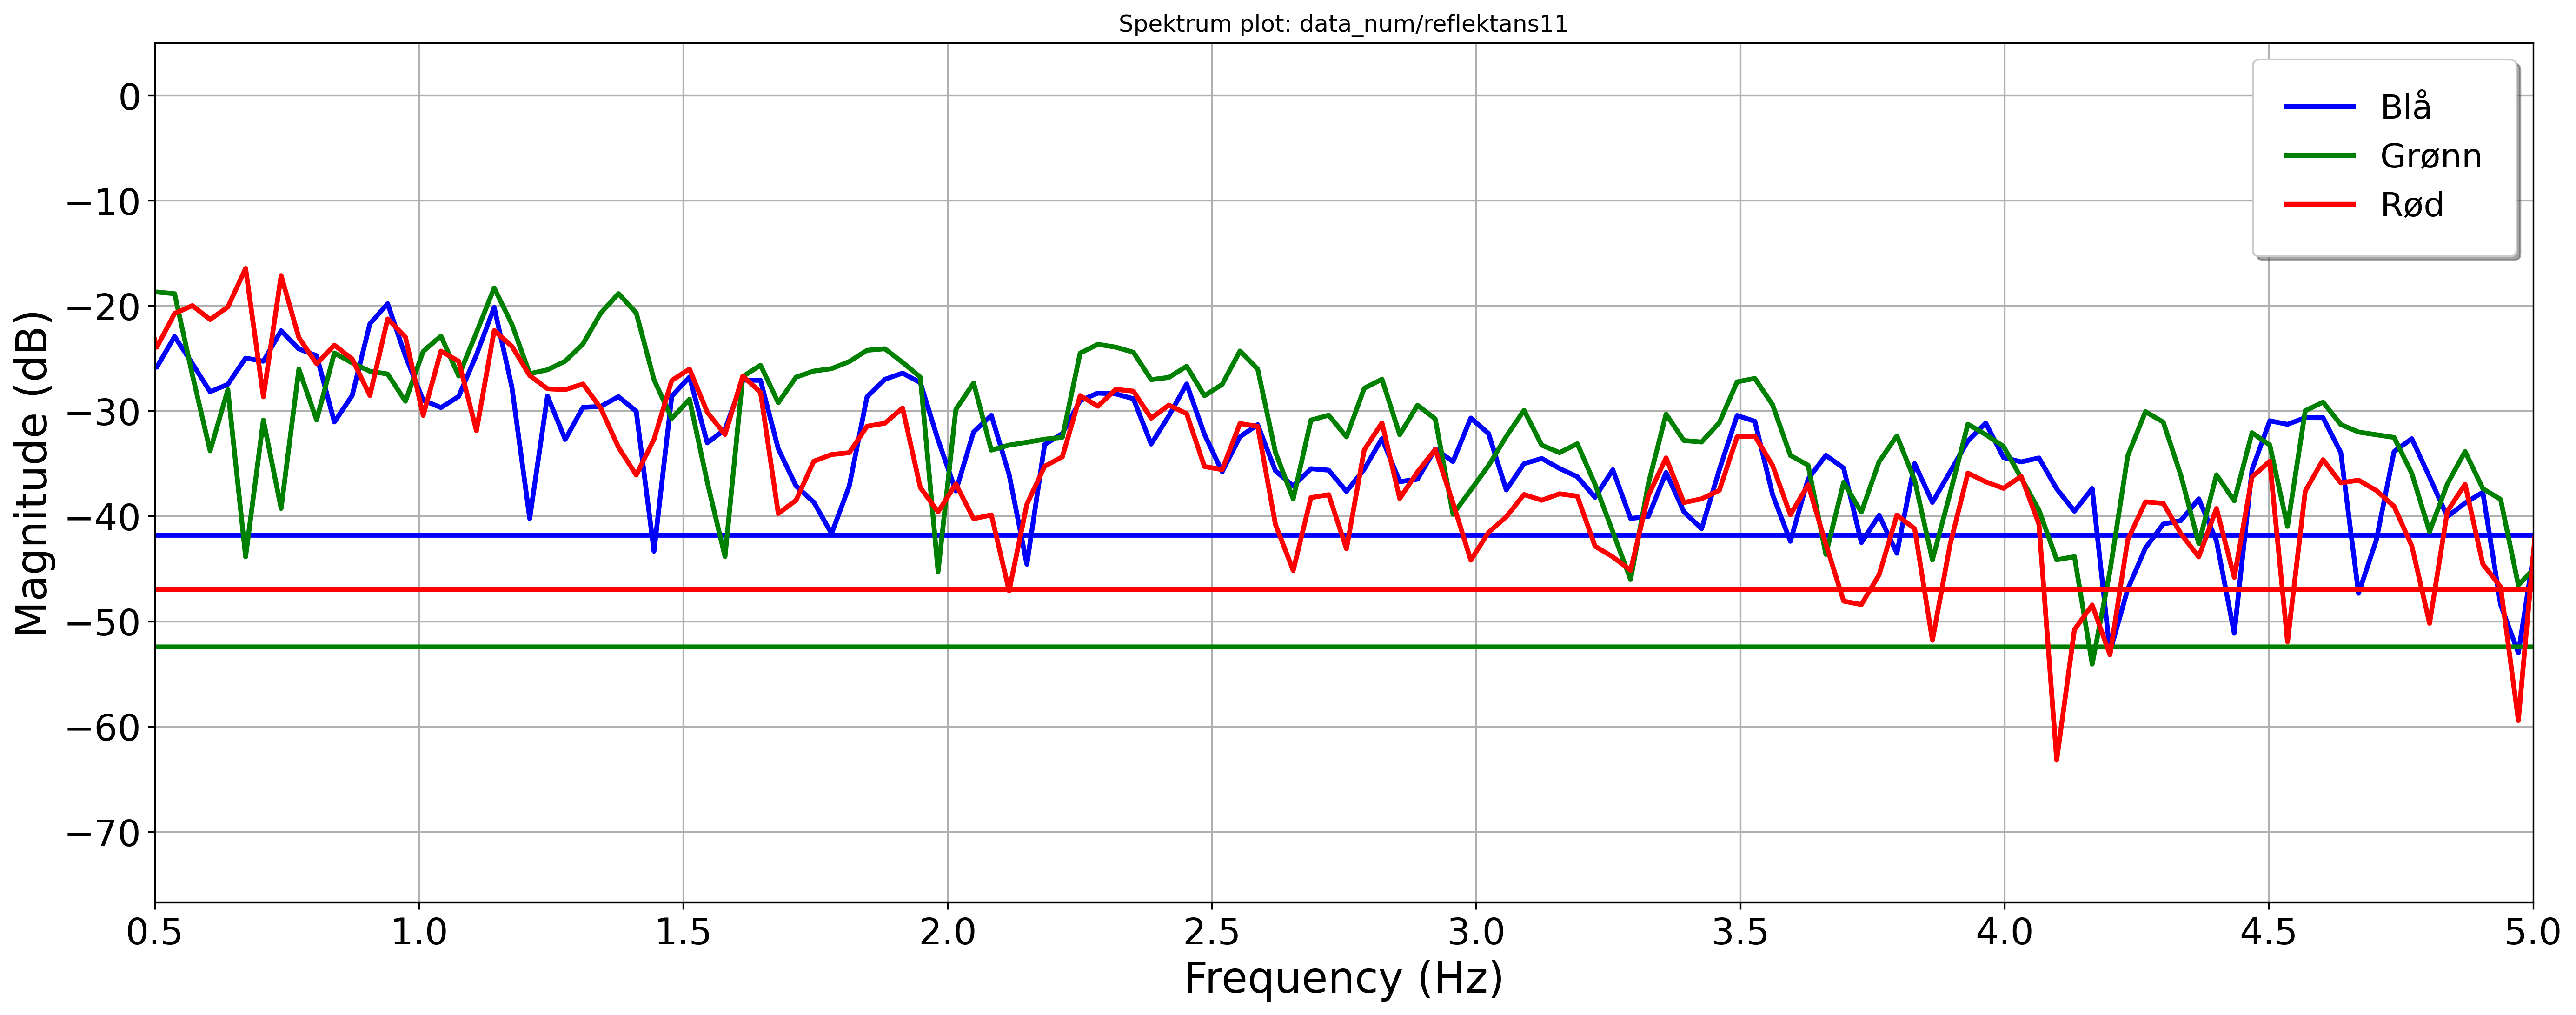 Spektrum plot: data_num/reflektans11
Magnitude (dB)
0
−10
−20
−30
−40
−50
−60
−70
Blå
Grønn
Rød
0.5 1.0 1.5 2.0 2.5 3.0 3.5 4.0 4.5 5.0
Frequency (Hz)